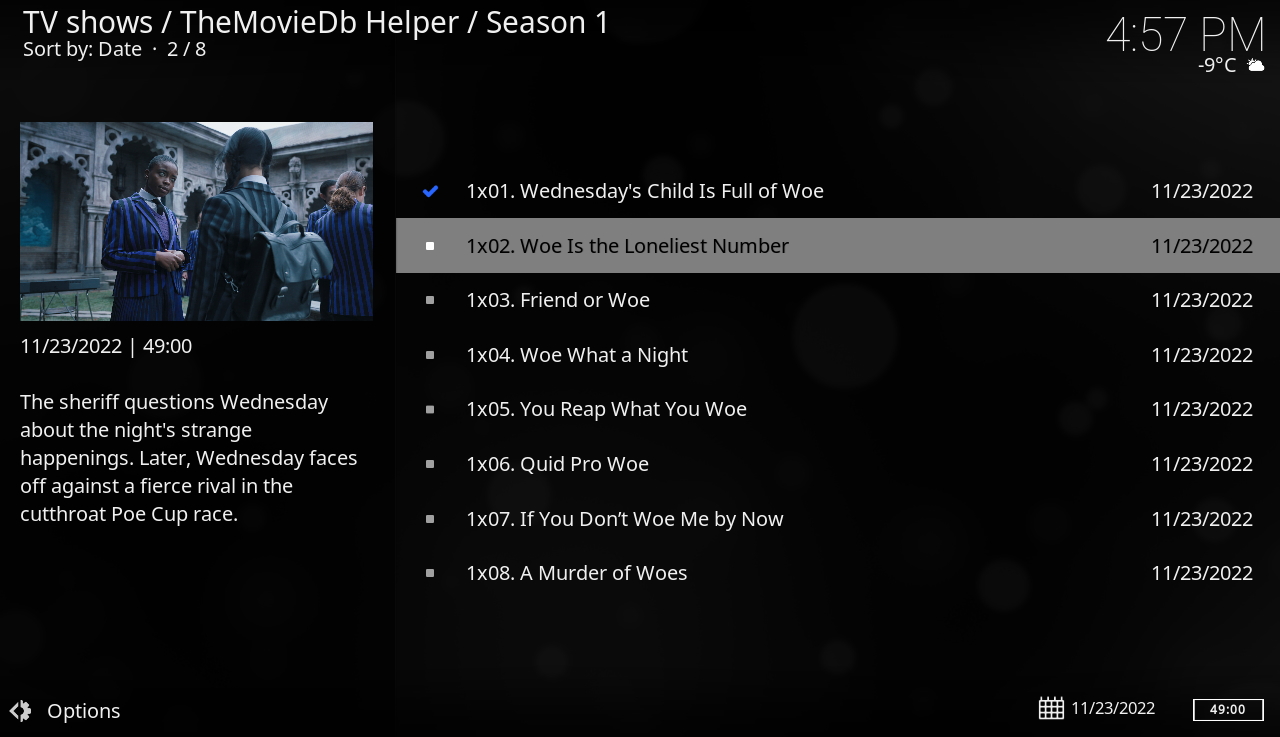 TV shows / TheMovieDb Helper / Season 1
Sort by: Date · 2 / 8
4:57 PM
-9°C
11/23/2022 | 49:00
The sheriff questions Wednesday
about the night's strange
happenings. Later, Wednesday faces
off against a fierce rival in the
cutthroat Poe Cup race.
1x01. Wednesday's Child Is Full of Woe 11/23/2022
1x02. Woe Is the Loneliest Number 11/23/2022
1x03. Friend or Woe 11/23/2022
1x04. Woe What a Night 11/23/2022
1x05. You Reap What You Woe 11/23/2022
1x06. Quid Pro Woe 11/23/2022
1x07. If You Don’t Woe Me by Now 11/23/2022
1x08. A Murder of Woes 11/23/2022
Options
11/23/2022
49:00